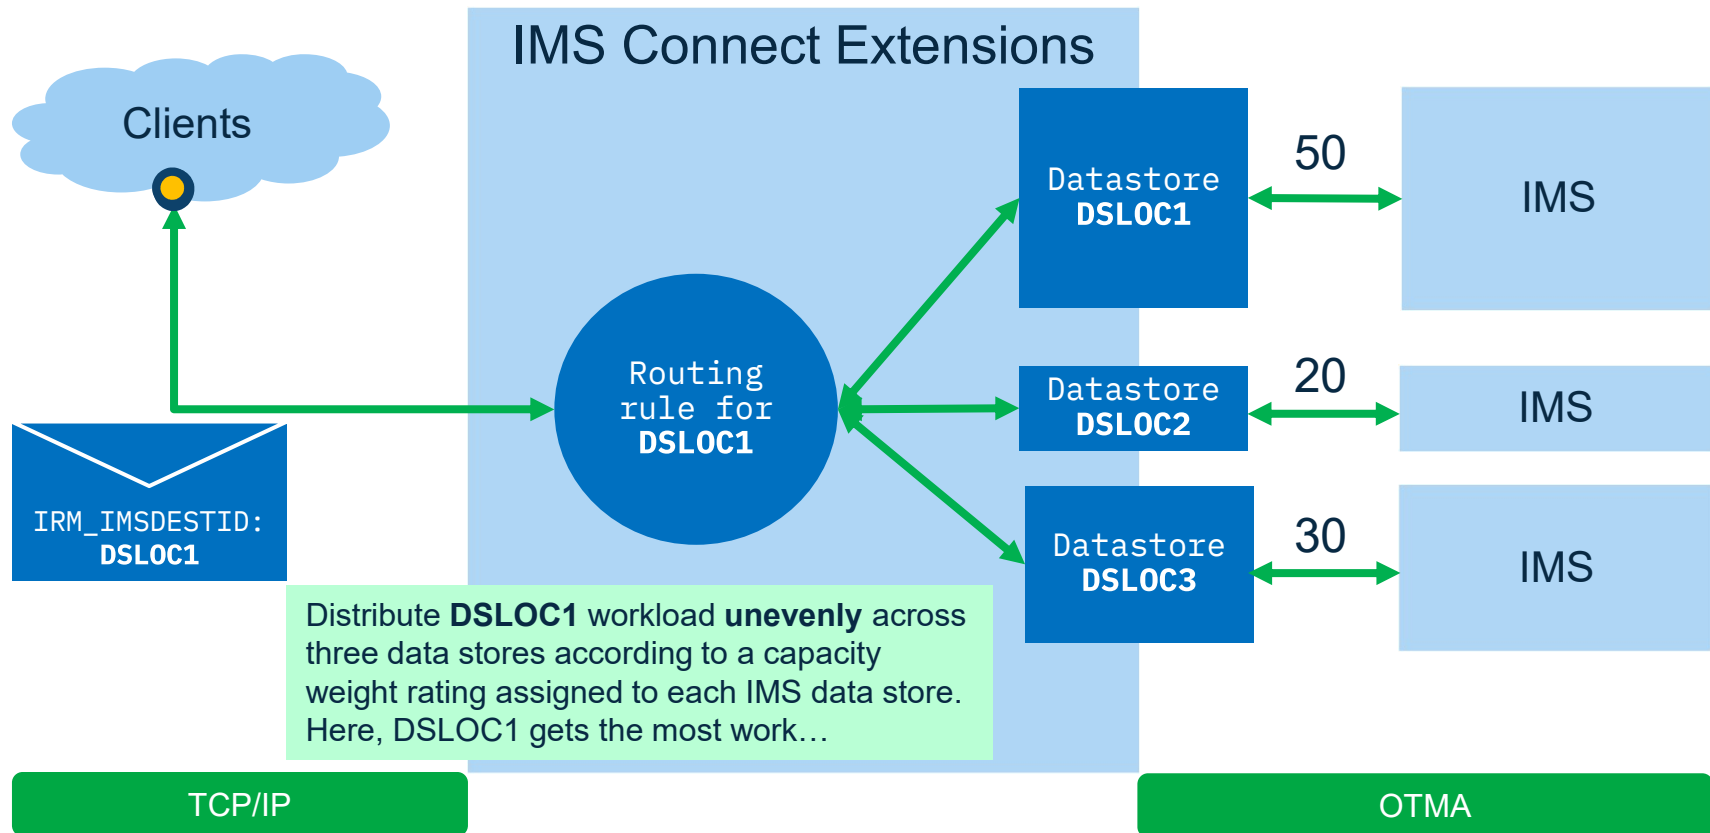 IMS Connect Extensions
Clients
Datastore
DSLOC1
50
IMS
Routing
rule for
DSLOC1
Datastore
DSLOC2
20
IMS
IRM_IMSDESTID:
DSLOC1
Datastore
DSLOC3
30
IMS
Distribute DSLOC1 workload unevenly across
three data stores according to a capacity
weight rating assigned to each IMS data store.
Here, DSLOC1 gets the most work…
TCP/IP
OTMA